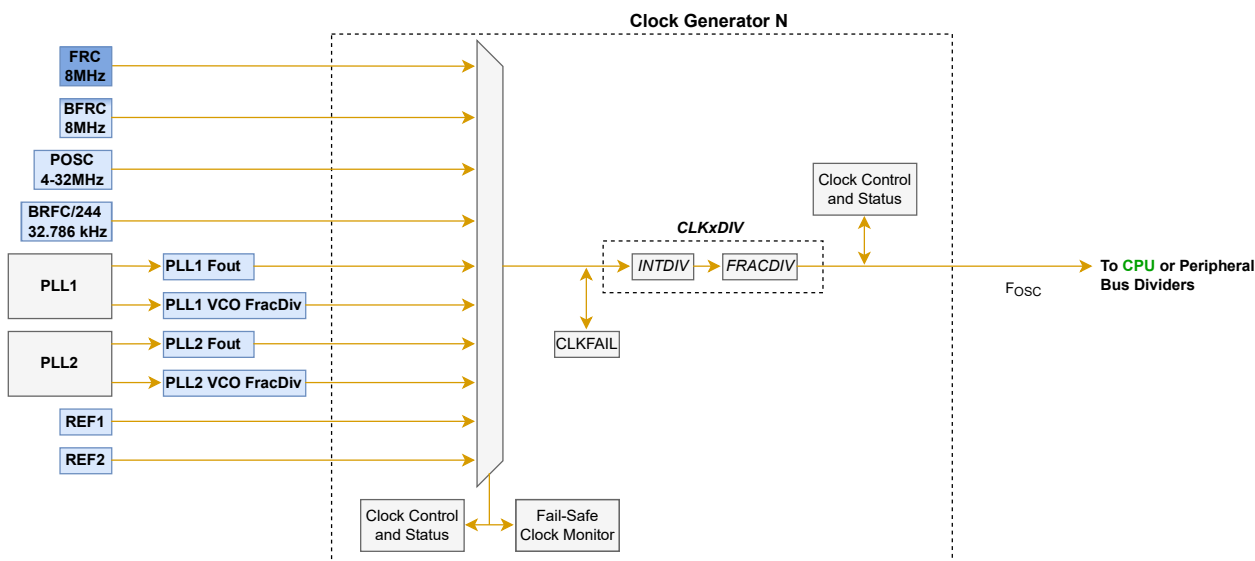 Clock Generator N
FRC
8MHz
BFRC
8MHz
POSC
4-32MHz
BRFC/244
32.786 kHz
PLL1
PLL1 Fout
PLL1 VCO FracDiv
PLL2
PLL2 Fout
PLL2 VCO FracDiv
REF1
REF2
Clock Control
and Status
Fail-Safe
Clock Monitor
CLKFAIL
CLKxDIV
INTDIV
FRACDIV
Clock Control
and Status
FOSC
To CPU or Peripheral
Bus Dividers